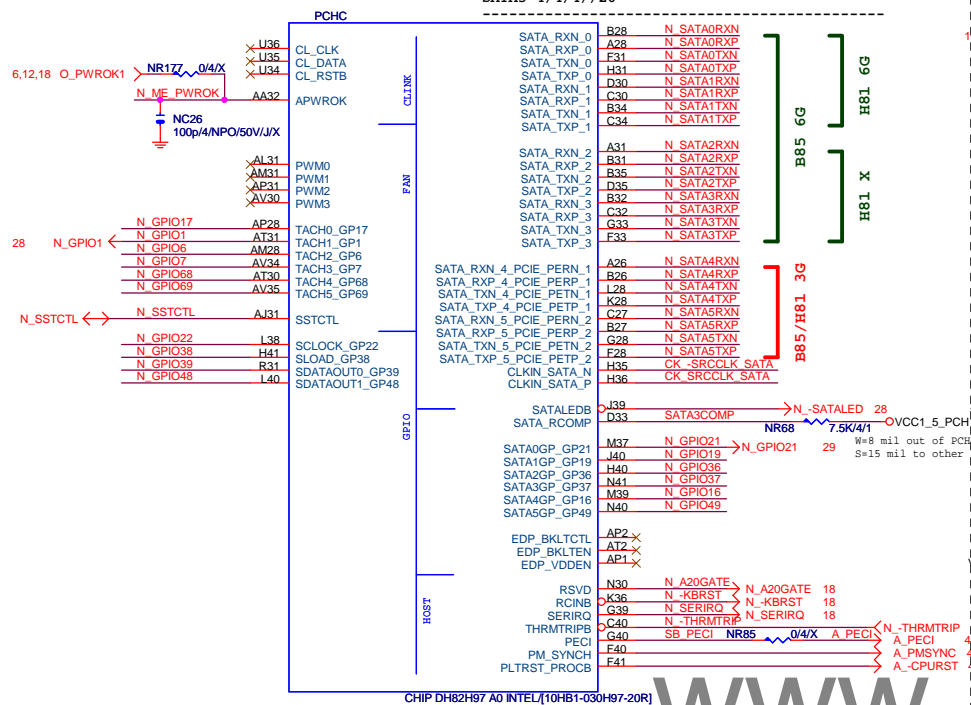 PCHC
U36 CL_CLK
U35 CL_DATA
U34 CL_RSTB
6,12,18 O_PWROK1 NR177 0/4/X
N_ME_PWROK AA32 APWROK
NC26
100p/4/NPO/50V/J/X
CLINK
AL31 PWM0
AM31 PWM1
AP31 PWM2
AV30 PWM3
FAN
N_GPIO17 AP28 TACH0_GP17
28 N_GPIO1 N_GPIO1 AT31 TACH1_GP1
N_GPIO6 AM28 TACH2_GP6
N_GPIO7 AV34 TACH3_GP7
N_GPIO68 AT30 TACH4_GP68
N_GPIO69 AV35 TACH5_GP69
N_SSTCTL N_SSTCTL AJ31 SSTCTL
N_GPIO22 L38 SCLOCK_GP22
N_GPIO38 H41 SLOAD_GP38
N_GPIO39 R31 SDATAOUT0_GP39
N_GPIO48 L40 SDATAOUT1_GP48
GPIO
HOST
SATA_RXN_0 B28 N_SATA0RXN
SATA_RXP_0 A28 N_SATA0RXP
SATA_TXN_0 F31 N_SATA0TXN
SATA_TXP_0 H31 N_SATA0TXP
SATA_RXN_1 D30 N_SATA1RXN
SATA_RXP_1 C30 N_SATA1RXP
SATA_TXN_1 B34 N_SATA1TXN
SATA_TXP_1 C34 N_SATA1TXP
SATA_RXN_2 A31 N_SATA2RXN
SATA_RXP_2 B31 N_SATA2RXP
SATA_TXN_2 B35 N_SATA2TXN
SATA_TXP_2 D35 N_SATA2TXP
SATA_RXN_3 B32 N_SATA3RXN
SATA_RXP_3 C32 N_SATA3RXP
SATA_TXN_3 G33 N_SATA3TXN
SATA_TXP_3 F33 N_SATA3TXP
B85 6G
H81 6G
H81 X
SATA_RXN_4_PCIE_PERN_1 A26 N_SATA4RXN
SATA_RXP_4_PCIE_PERP_1 B26 N_SATA4RXP
SATA_TXN_4_PCIE_PETN_1 L28 N_SATA4TXN
SATA_TXP_4_PCIE_PETP_1 K28 N_SATA4TXP
SATA_RXN_5_PCIE_PERN_2 C27 N_SATA5RXN
SATA_RXP_5_PCIE_PERP_2 B27 N_SATA5RXP
SATA_TXN_5_PCIE_PETN_2 G28 N_SATA5TXN
SATA_TXP_5_PCIE_PETP_2 F28 N_SATA5TXP
B85/H81 3G
CLKIN_SATA_N H35 CK_-SRCCLK_SATA
CLKIN_SATA_P H36 CK_SRCCLK_SATA
SATALEDB J39 N_-SATALED 28
SATA_RCOMP D33 SATA3COMP NR68 7.5K/4/1 VCC1_5_PCH
W=8 mil out of PCH
S=15 mil to other
SATA0GP_GP21 M37 N_GPIO21 N_GPIO21 29
SATA1GP_GP19 J40 N_GPIO19
SATA2GP_GP36 H40 N_GPIO36
SATA3GP_GP37 N41 N_GPIO37
SATA4GP_GP16 M39 N_GPIO16
SATA5GP_GP49 N40 N_GPIO49
EDP_BKLTCTL AP2
EDP_BKLTEN AT2
EDP_VDDEN AP1
RSVD N30 N_A20GATE N_A20GATE 18
RCINB K36 N_-KBRST N_-KBRST 18
SERIRQ G39 N_SERIRQ N_SERIRQ 18
THRMTRIPB C40 N_-THRMTRIP N_-THRMTRIP
PECI G40 SB_PECI NR85 0/4/X A_PECI A_PECI 4
PM_SYNCH F40 A_PMSYNC
PLTRST_PROCB F41 A_-CPURST
CHIP DH82H97 A0 INTEL/[10HB1-030H97-20R]
www